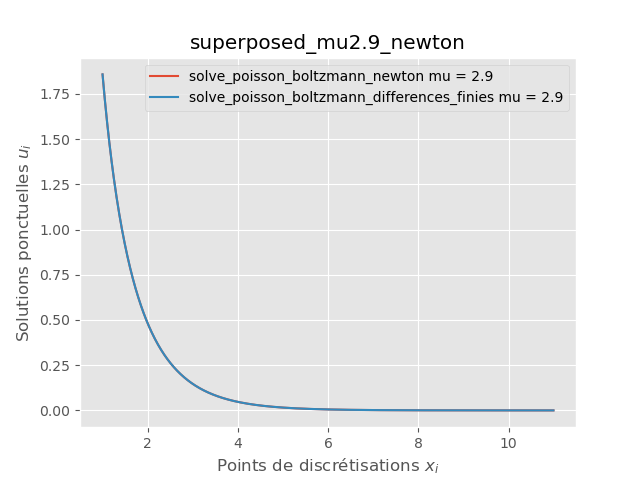 superposed_mu2.9_newton
solve_poisson_boltzmann_newton mu = 2.9
solve_poisson_boltzmann_differences_finies mu = 2.9
Solutions ponctuelles $u_i$
1.75
1.50
1.25
1.00
0.75
0.50
0.25
0.00
2 4 6 8 10
Points de discrétisations $x_i$